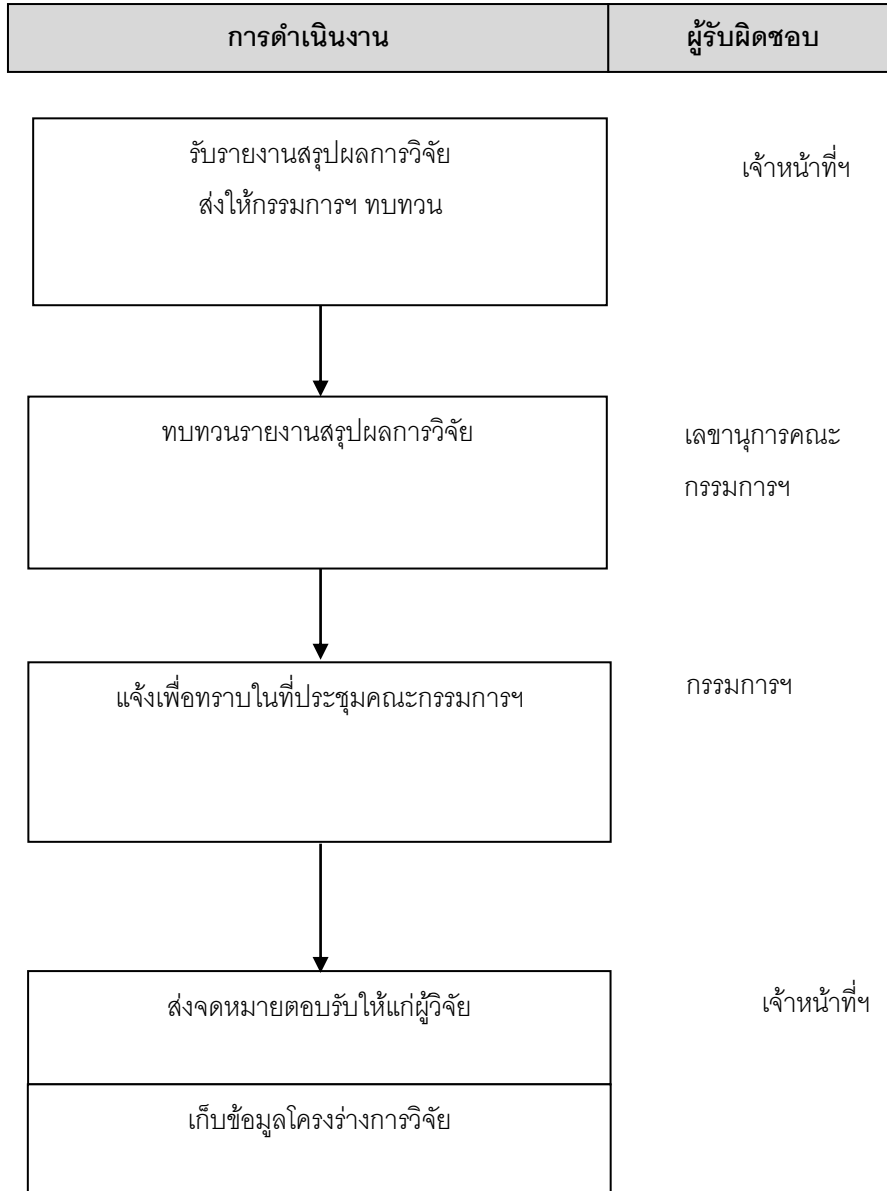 การดำเนินงาน ผู้รับผิดชอบ
รับรายงานสรุปผลการวิจัย เจ้าหน้าที่ฯ
ส่งให้กรรมการฯ ทบทวน
ทบทวนรายงานสรุปผลการวิจัย เลขานุการคณะ
กรรมการฯ
แจ้งเพื่อทราบในที่ประชุมคณะกรรมการฯ กรรมการฯ
ส่งจดหมายตอบรับให้แก่ผู้วิจัย เจ้าหน้าที่ฯ
เก็บข้อมูลโครงร่างการวิจัย